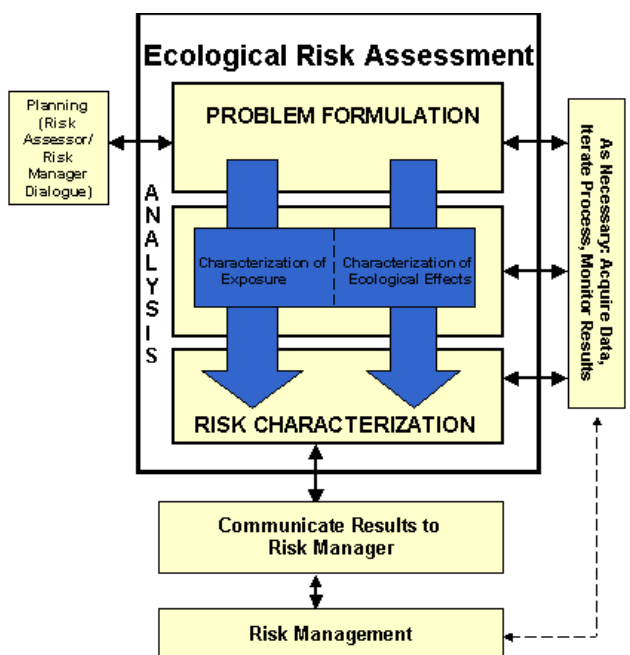 Ecological Risk Assessment
Planning
(Risk
Assessor/
Risk
Manager
Dialogue)
PROBLEM FORMULATION
ANALYSIS
Characterization of
Exposure
Characterization of
Ecological Effects
RISK CHARACTERIZATION
As Necessary: Acquire Data,
Iterate Process, Monitor Results
Communicate Results to
Risk Manager
Risk Management